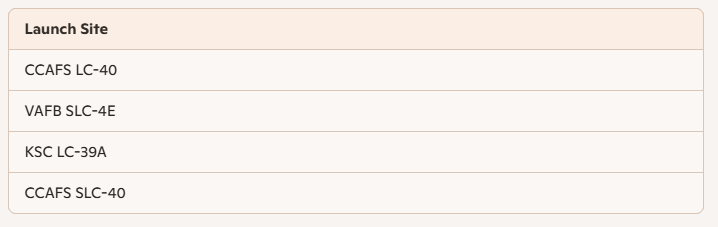 Launch Site
CCAFS LC-40
VAFB SLC-4E
KSC LC-39A
CCAFS SLC-40